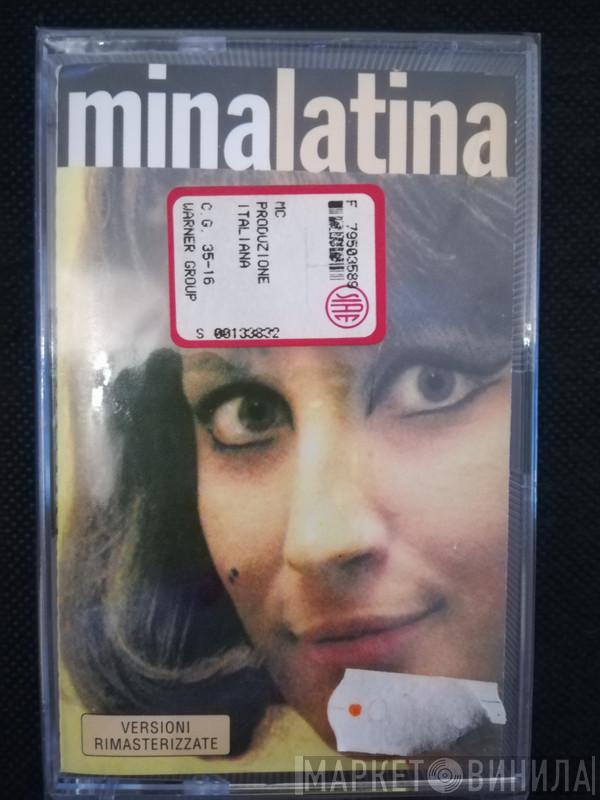 minalatina
F 79503589
SIAE
MC
PRODUZIONE
ITALIANA
C.G. 35-16
WARNER GROUP
S 00133832
VERSIONI
RIMASTERIZZATE
МАРКЕТ ВИНИЛА